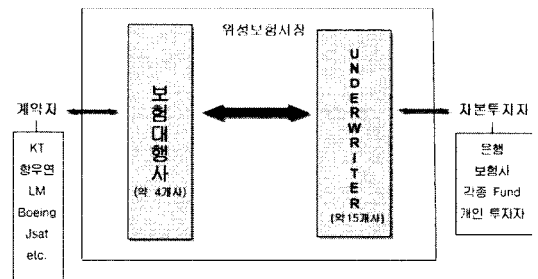 위성보험시장
계약자
KT
항우연
LM
Boeing
Jsat
etc.
보험대행사
(약 4개사)
UNDERWRITER
(약15개사)
자본투자자
은행
보험사
각종 Fund
개인 투자자